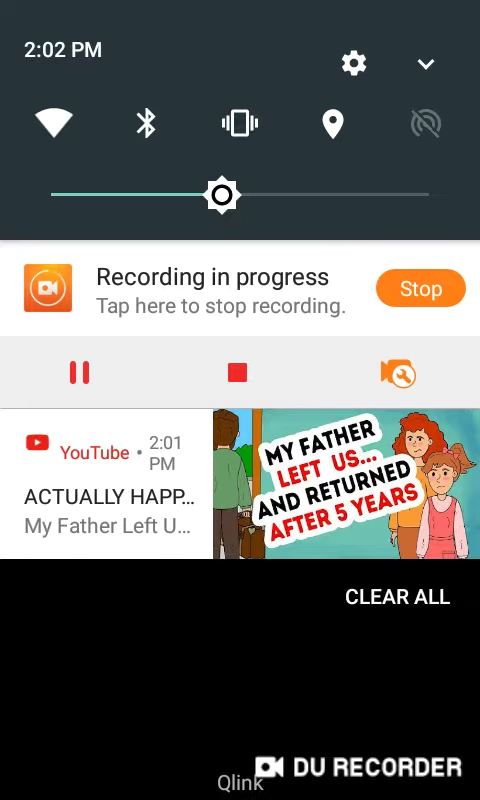 2:02 PM
Recording in progress
Tap here to stop recording.
Stop
YouTube • 2:01 PM
ACTUALLY HAPP...
My Father Left U...
MY FATHER
LEFT US...
AND RETURNED
AFTER 5 YEARS
CLEAR ALL
DU RECORDER
Qlink